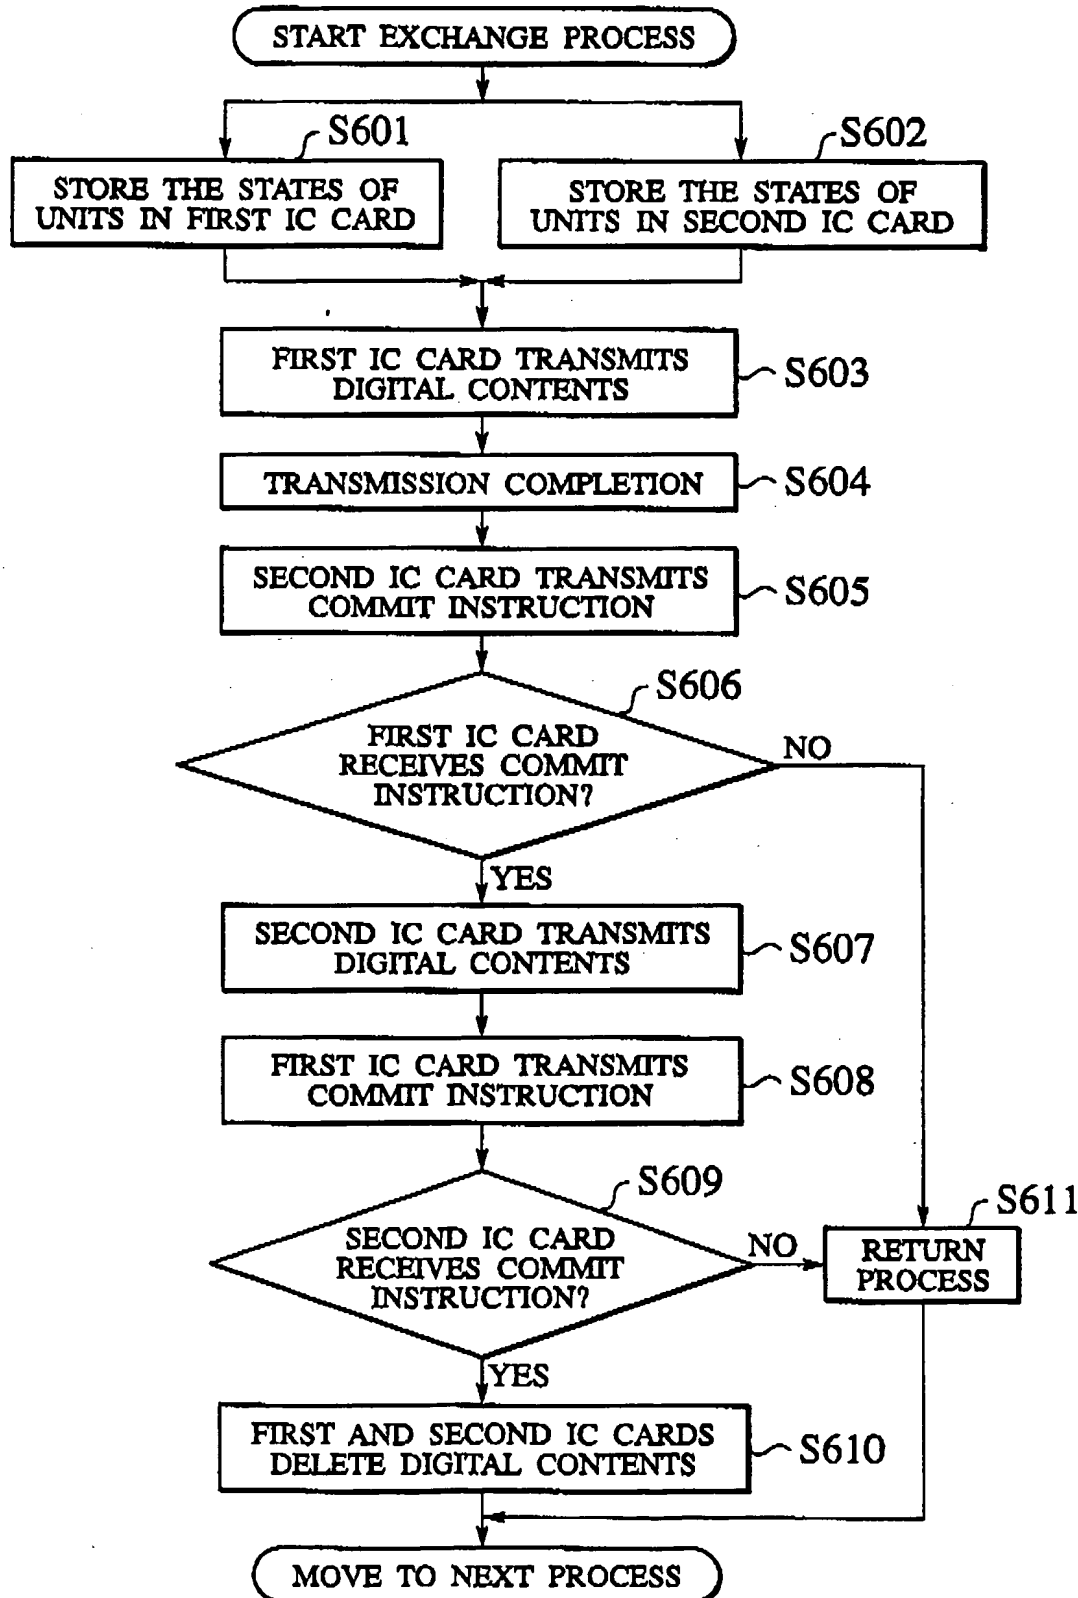 START EXCHANGE PROCESS
S601
S602
STORE THE STATES OF
UNITS IN FIRST IC CARD
STORE THE STATES OF
UNITS IN SECOND IC CARD
FIRST IC CARD TRANSMITS
DIGITAL CONTENTS
S603
TRANSMISSION COMPLETION
S604
SECOND IC CARD TRANSMITS
COMMIT INSTRUCTION
S605
S606
FIRST IC CARD
RECEIVES COMMIT
INSTRUCTION?
NO
YES
SECOND IC CARD TRANSMITS
DIGITAL CONTENTS
S607
FIRST IC CARD TRANSMITS
COMMIT INSTRUCTION
S608
S609
SECOND IC CARD
RECEIVES COMMIT
INSTRUCTION?
NO
S611
RETURN
PROCESS
YES
FIRST AND SECOND IC CARDS
DELETE DIGITAL CONTENTS
S610
MOVE TO NEXT PROCESS